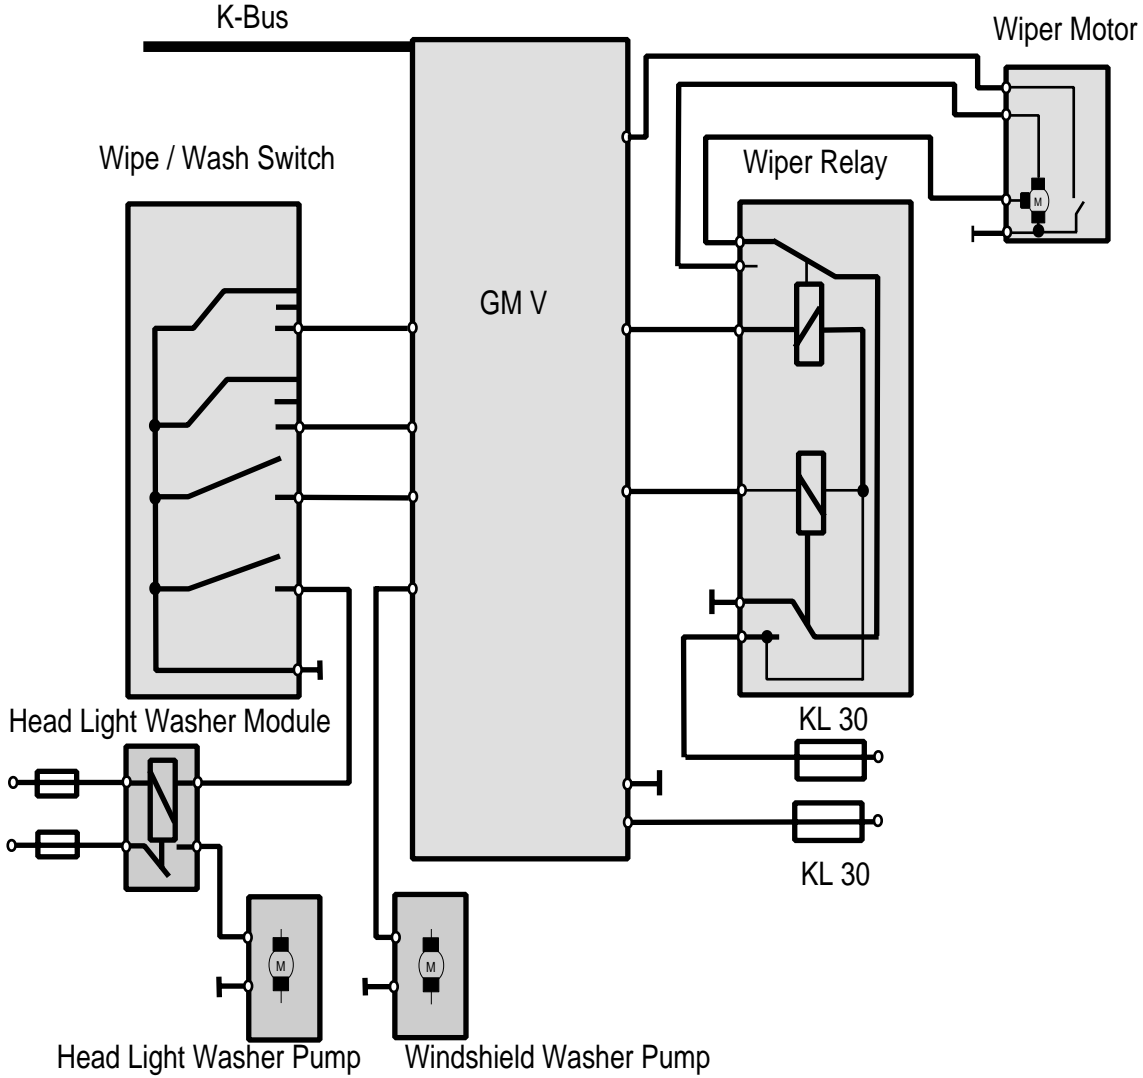 K-Bus
Wiper Motor
Wipe / Wash Switch
Wiper Relay
M
GM V
Head Light Washer Module
KL 30
KL 30
M
M
Head Light Washer Pump
Windshield Washer Pump